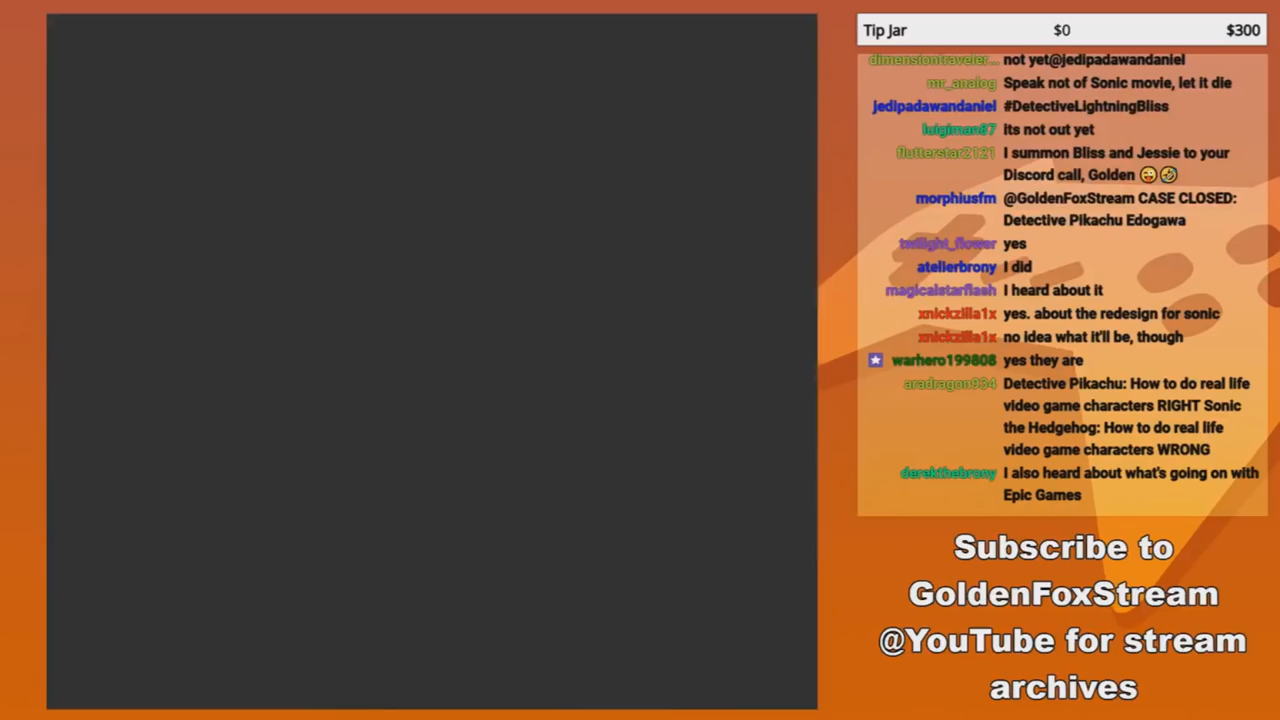 Tip Jar $0 $300
dimensiontraveler... not yet@jedipadawandaniel
mr_analog Speak not of Sonic movie, let it die
jedipadawandaniel #DetectiveLightningBliss
luigiman87 Its not out yet
flutterstar2121 I summon Bliss and Jessie to your
Discord call, Golden 😜🤣
morphiusfm @GoldenFoxStream CASE CLOSED:
Detective Pikachu Edogawa
twilight_flower yes
atelierbrony I did
magicalstarflash I heard about it
xnickzilla1x yes. about the redesign for sonic
xnickzilla1x no idea what it'll be, though
warhero199808 yes they are
aradragon934 Detective Pikachu: How to do real life
video game characters RIGHT Sonic
the Hedgehog: How to do real life
video game characters WRONG
derekthebrony I also heard about what's going on with
Epic Games
Subscribe to
GoldenFoxStream
@YouTube for stream
archives